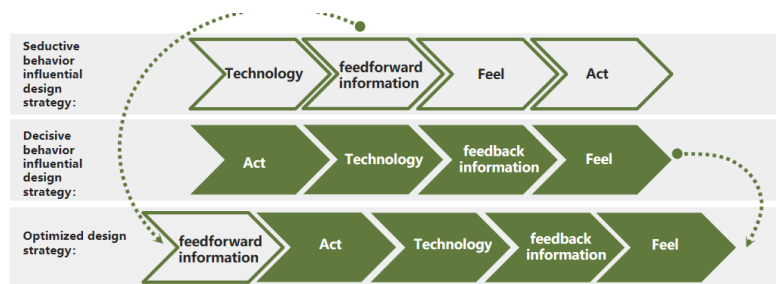 Seductive
behavior
influential
design
strategy:
Technology
feedforward
information
Feel
Act
Decisive
behavior
influential
design
strategy:
Act
Technology
feedback
information
Feel
Optimized design
strategy:
feedforward
information
Act
Technology
feedback
information
Feel